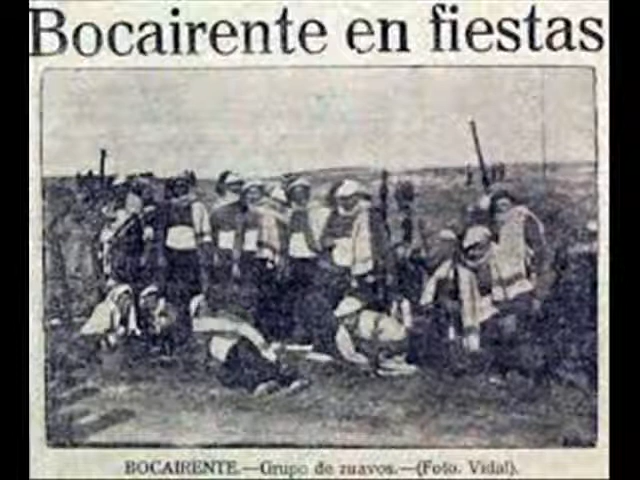 Bocairente en fiestas
BOCAIRENTE.—Grupo de zuavos.—(Foto. Vidal).